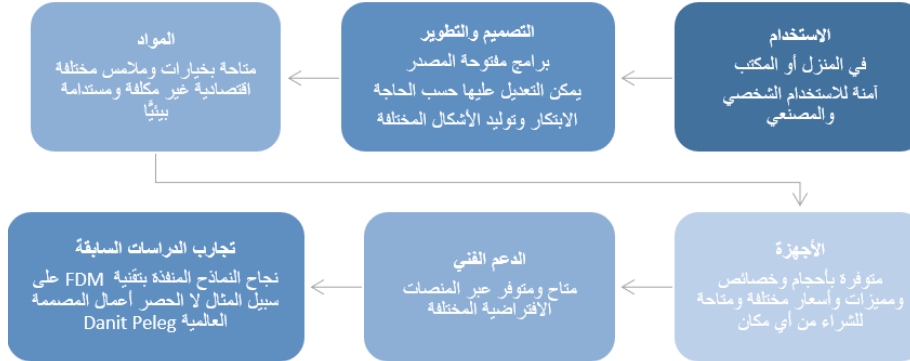 الاستخدام
في المنزل أو المكتب
آمنة للاستخدام الشخصي
والمصنعي
التصميم والتطوير
برامج مفتوحة المصدر
يمكن التعديل عليها حسب الحاجة
الابتكار وتوليد الأشكال المختلفة
المواد
متاحة بخيارات وملامس مختلفة
اقتصادية غير مكلفة ومستدامة
بيئيًّا
الأجهزة
متوفرة بأحجام وخصائص
ومميزات وأسعار مختلفة ومتاحة
للشراء من أي مكان
الدعم الفني
متاح ومتوفر عبر المنصات
الافتراضية المختلفة
تجارب الدراسات السابقة
نجاح النماذج المنفذة بتقنية FDM على
سبيل المثال لا الحصر أعمال المصممة
العالمية Danit Peleg